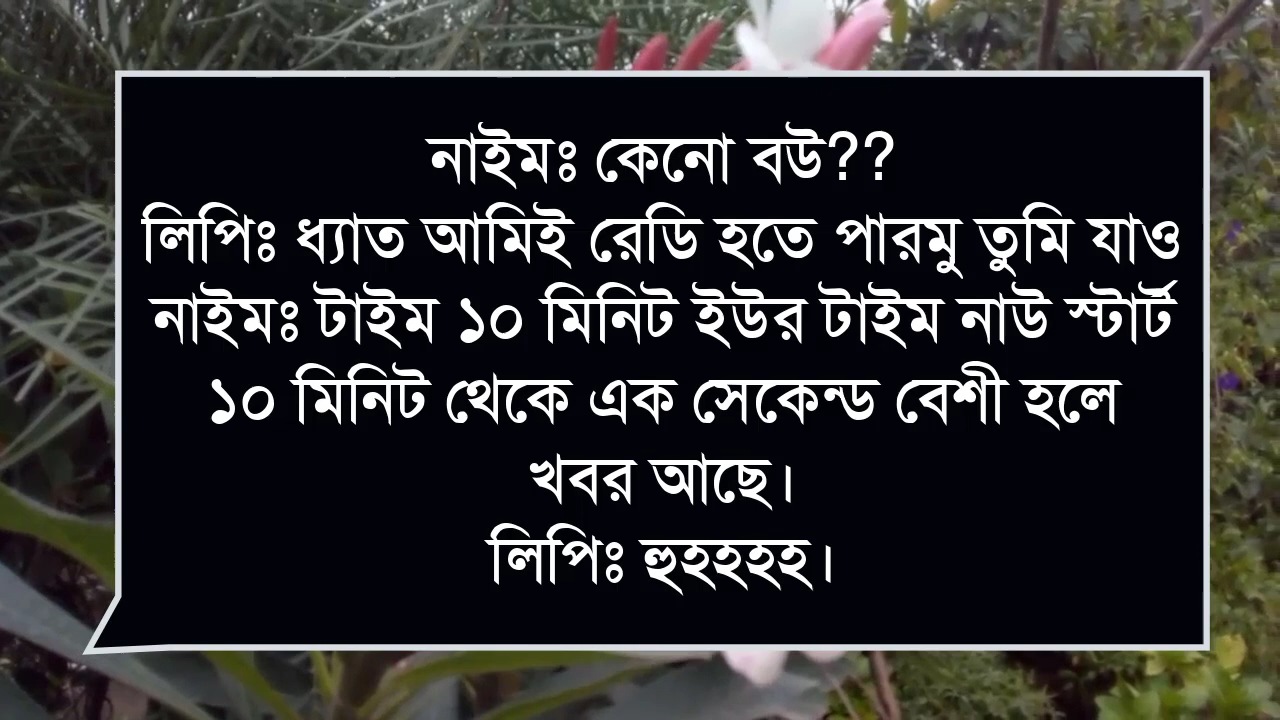 নাইমঃ কেনো বউ??
লিপিঃ ধ্যাত আমিই রেডি হতে পারমু তুমি যাও
নাইমঃ টাইম ১০ মিনিট ইউর টাইম নাউ স্টার্ট
১০ মিনিট থেকে এক সেকেন্ড বেশী হলে
খবর আছে।
লিপিঃ হুহহহহ।